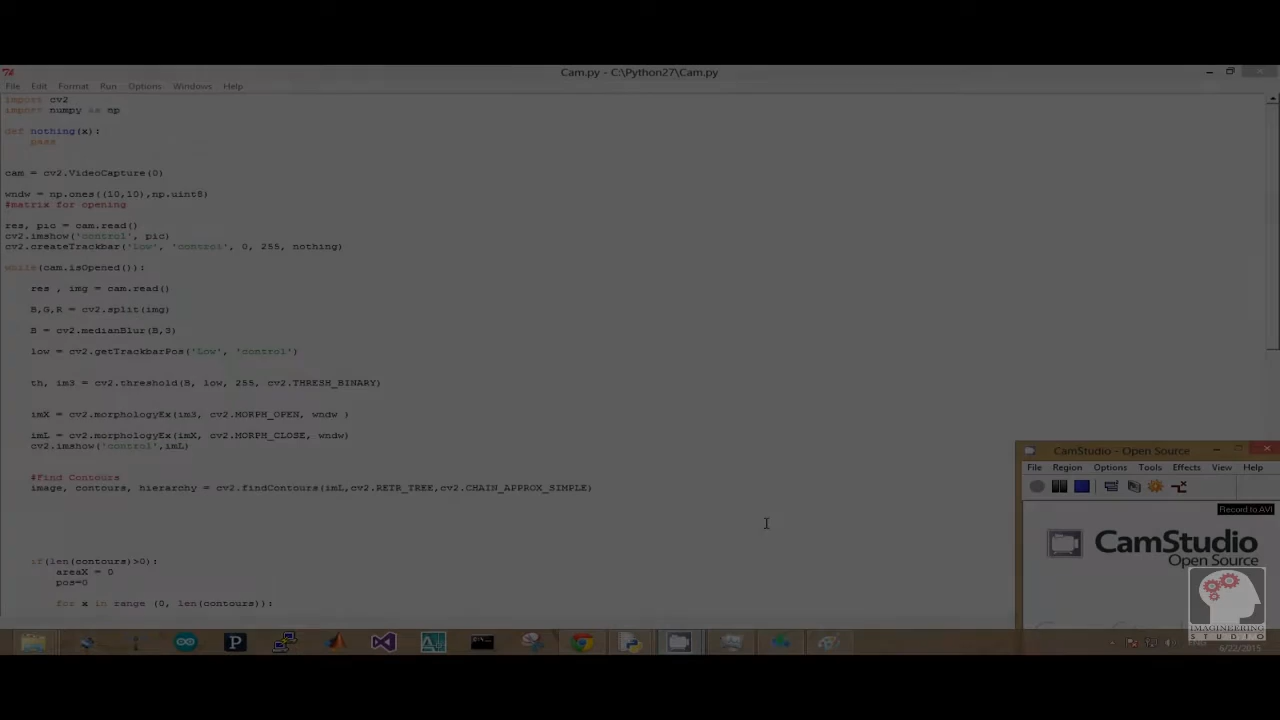 Cam.py - C:\Python27\Cam.py
File Edit Format Run Options Windows Help
import cv2
import numpy as np
def nothing(x):
pass
cam = cv2.VideoCapture(0)
wndw = np.ones((10,10),np.uint8)
#matrix for opening
res, pic = cam.read()
cv2.imshow('control', pic)
cv2.createTrackbar('Low', 'control', 0, 255, nothing)
while(cam.isOpened()):
res , img = cam.read()
B,G,R = cv2.split(img)
B = cv2.medianBlur(B,3)
low = cv2.getTrackbarPos('Low', 'control')
th, im3 = cv2.threshold(B, low, 255, cv2.THRESH_BINARY)
imX = cv2.morphologyEx(im3, cv2.MORPH_OPEN, wndw )
imL = cv2.morphologyEx(imX, cv2.MORPH_CLOSE, wndw)
cv2.imshow('control',imL)
#Find Contours
image, contours, hierarchy = cv2.findContours(imL,cv2.RETR_TREE,cv2.CHAIN_APPROX_SIMPLE)
if(len(contours)>0):
areaX = 0
pos=0
for x in range (0, len(contours)):
CamStudio - Open Source
File Region Options Tools Effects View Help
Record to AVI
CamStudio
Open Source
IMAGINEERING
STUDIO
6/22/2015